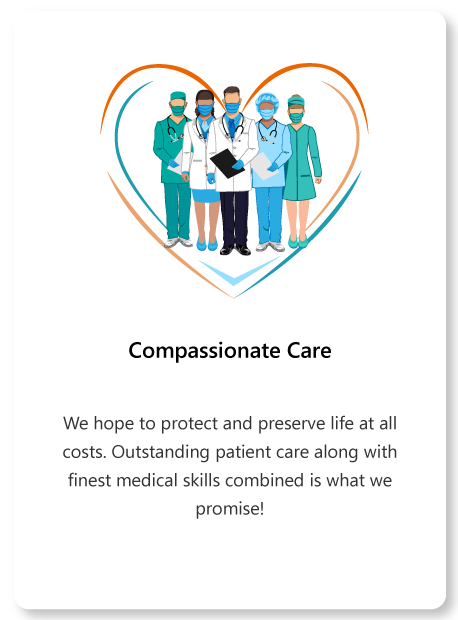 Compassionate Care
We hope to protect and preserve life at all
costs. Outstanding patient care along with
finest medical skills combined is what we
promise!